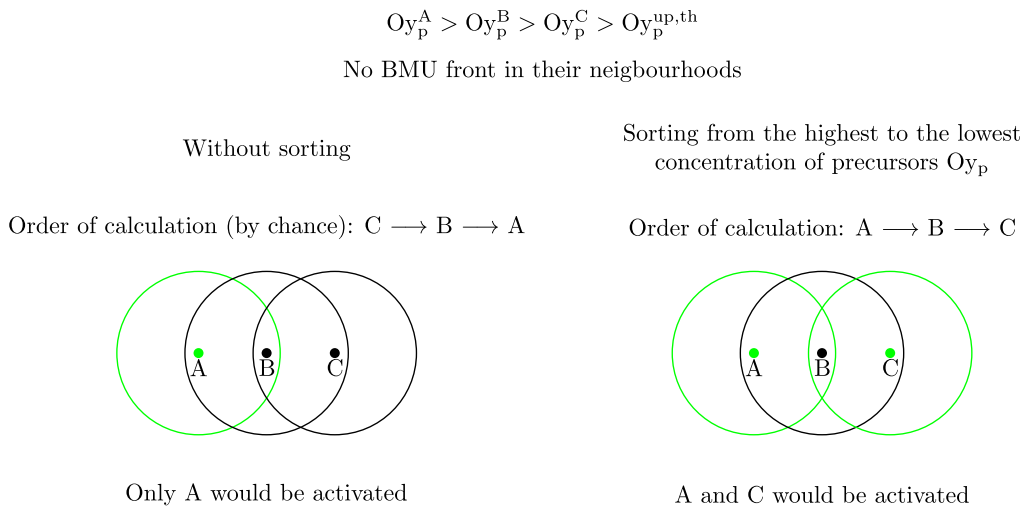 Oy_p^A > Oy_p^B > Oy_p^C > Oy_p^up,th
No BMU front in their neigbourhoods
Without sorting
Order of calculation (by chance): C ⟶ B ⟶ A
A
B
C
Only A would be activated
Sorting from the highest to the lowest
concentration of precursors Oy_p
Order of calculation: A ⟶ B ⟶ C
A
B
C
A and C would be activated